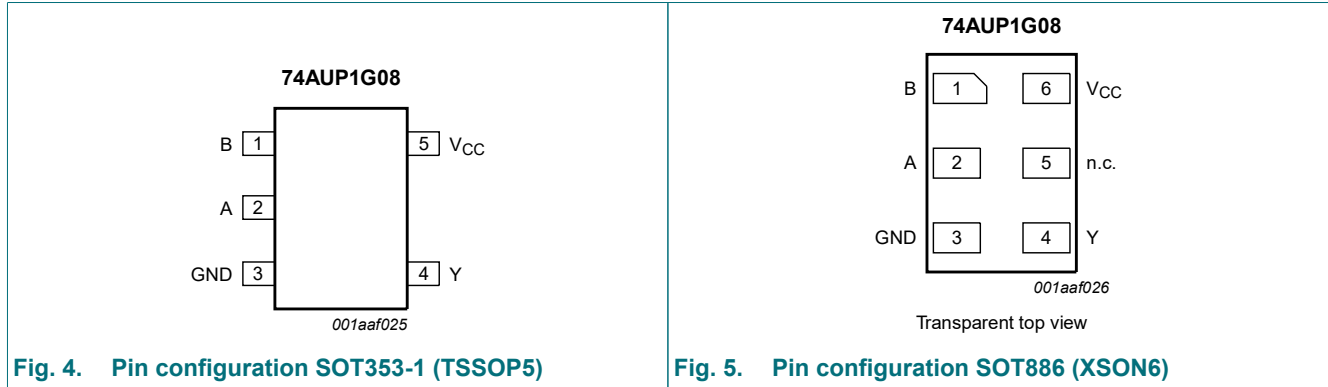 74AUP1G08
B 1 5 VCC
A 2
GND 3 4 Y
001aaf025
Fig. 4. Pin configuration SOT353-1 (TSSOP5)
74AUP1G08
B 1 6 VCC
A 2 5 n.c.
GND 3 4 Y
001aaf026
Transparent top view
Fig. 5. Pin configuration SOT886 (XSON6)